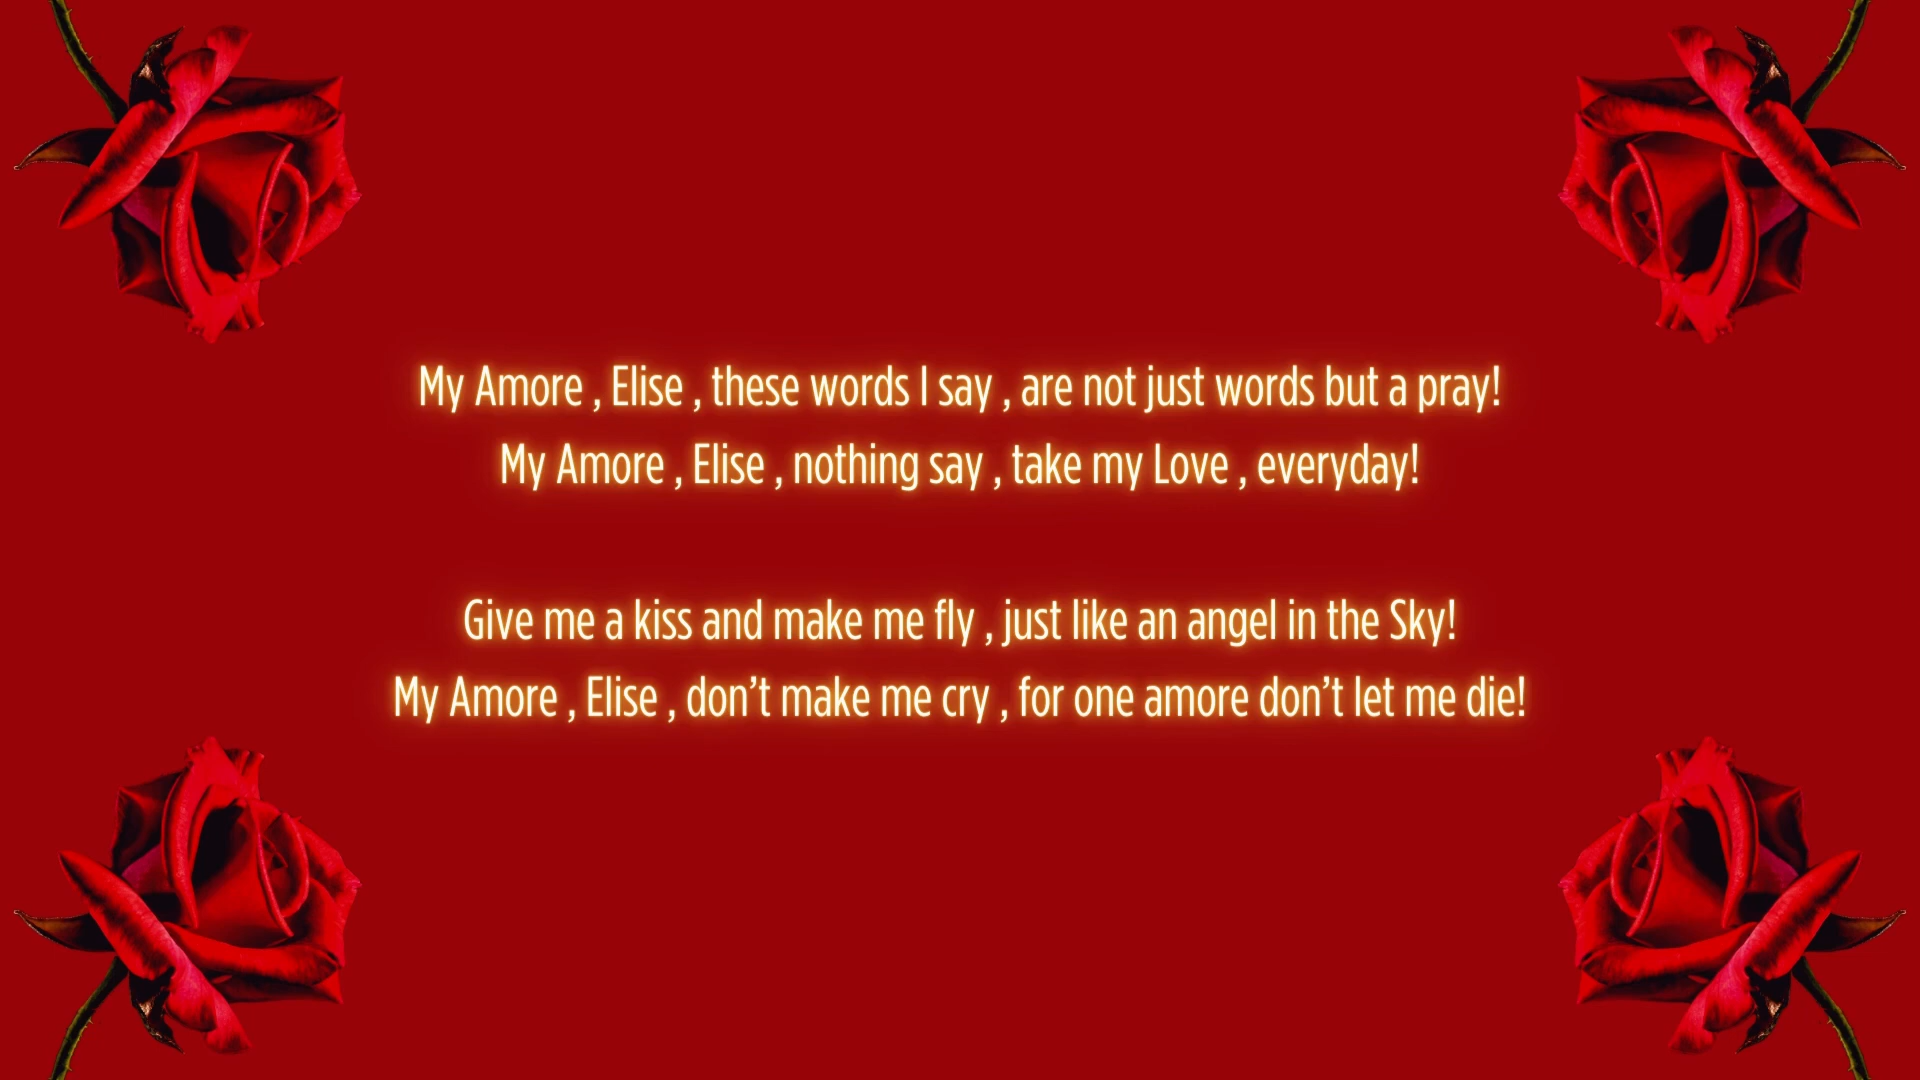 My Amore , Elise , these words I say , are not just words but a pray!
My Amore , Elise , nothing say , take my Love , everyday!
Give me a kiss and make me fly , just like an angel in the Sky!
My Amore , Elise , don’t make me cry , for one amore don’t let me die!